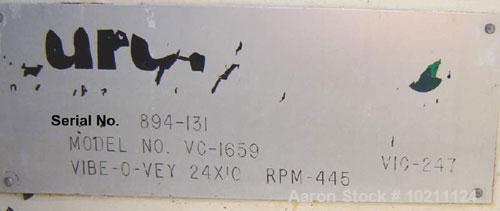 Serial No. 894-131
MODEL NO. VC-1659
VIBE-O-VEY 24X10 RPM-445 VIC-247
Aaron Stock # 10211124